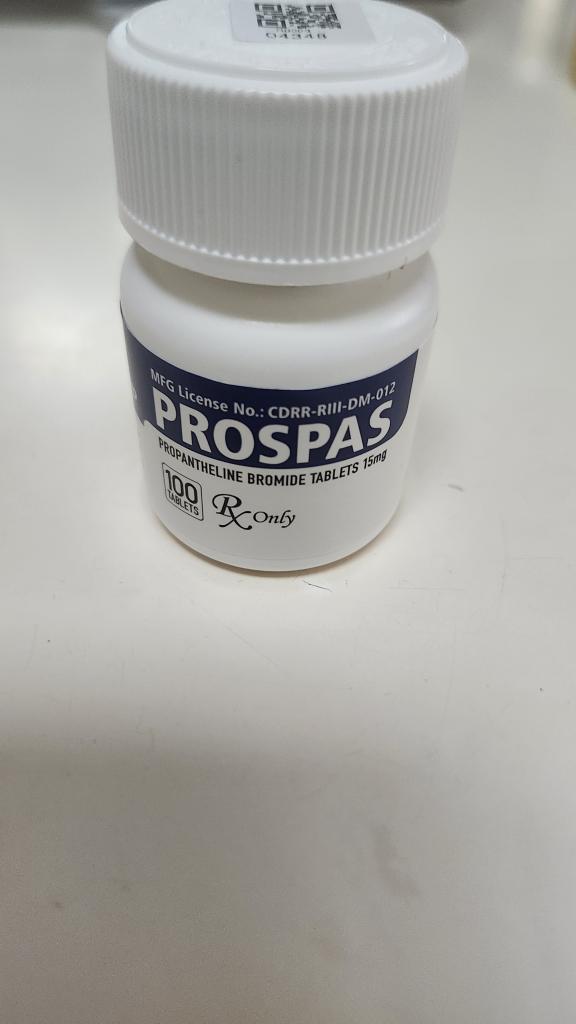 04348
MFG License No.: CDRR-RIII-DM-012
PROSPAS
PROPANTHELINE BROMIDE TABLETS 15mg
100
TABLETS
Rx Only